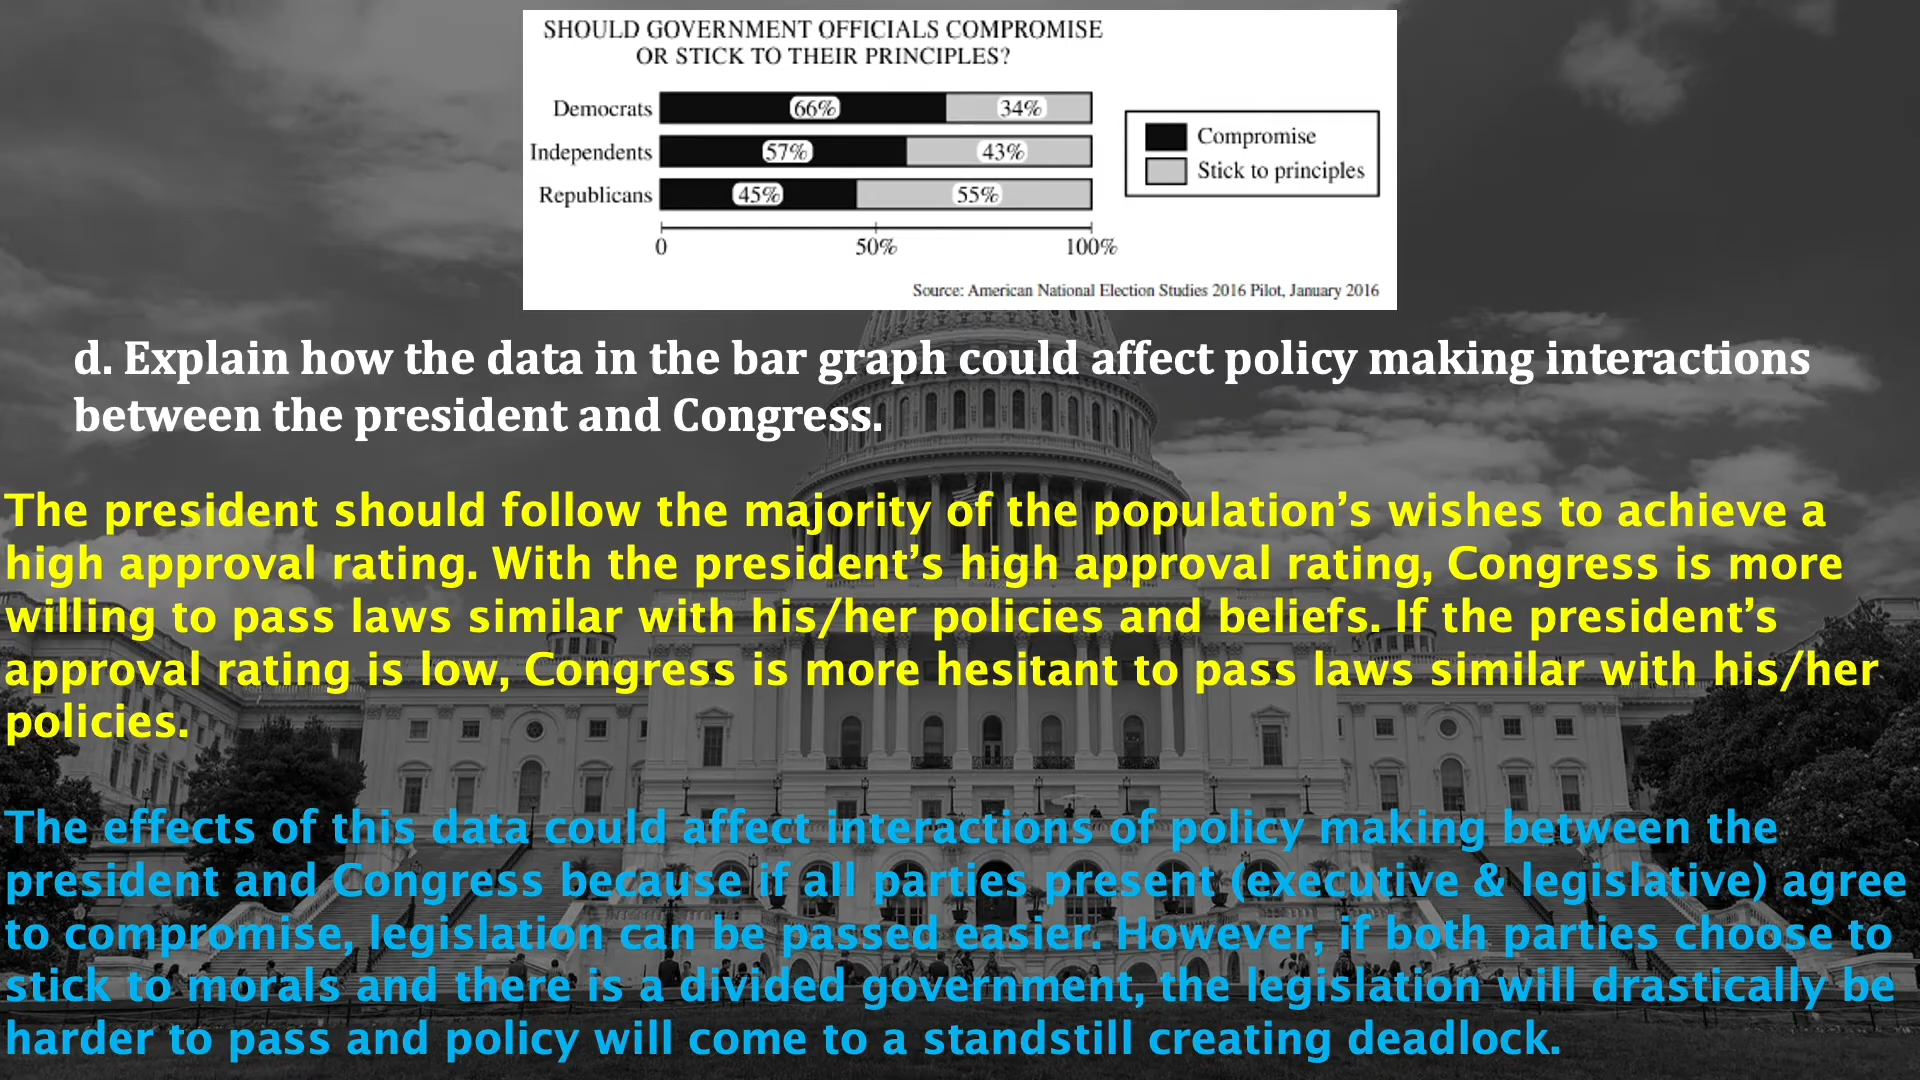 SHOULD GOVERNMENT OFFICIALS COMPROMISE
OR STICK TO THEIR PRINCIPLES?
Democrats 66% 34%
Independents 57% 43%
Republicans 45% 55%
0 50% 100%
Compromise
Stick to principles
Source: American National Election Studies 2016 Pilot, January 2016
d. Explain how the data in the bar graph could affect policy making interactions
between the president and Congress.
The president should follow the majority of the population’s wishes to achieve a
high approval rating. With the president’s high approval rating, Congress is more
willing to pass laws similar with his/her policies and beliefs. If the president’s
approval rating is low, Congress is more hesitant to pass laws similar with his/her
policies.
The effects of this data could affect interactions of policy making between the
president and Congress because if all parties present (executive & legislative) agree
to compromise, legislation can be passed easier. However, if both parties choose to
stick to morals and there is a divided government, the legislation will drastically be
harder to pass and policy will come to a standstill creating deadlock.